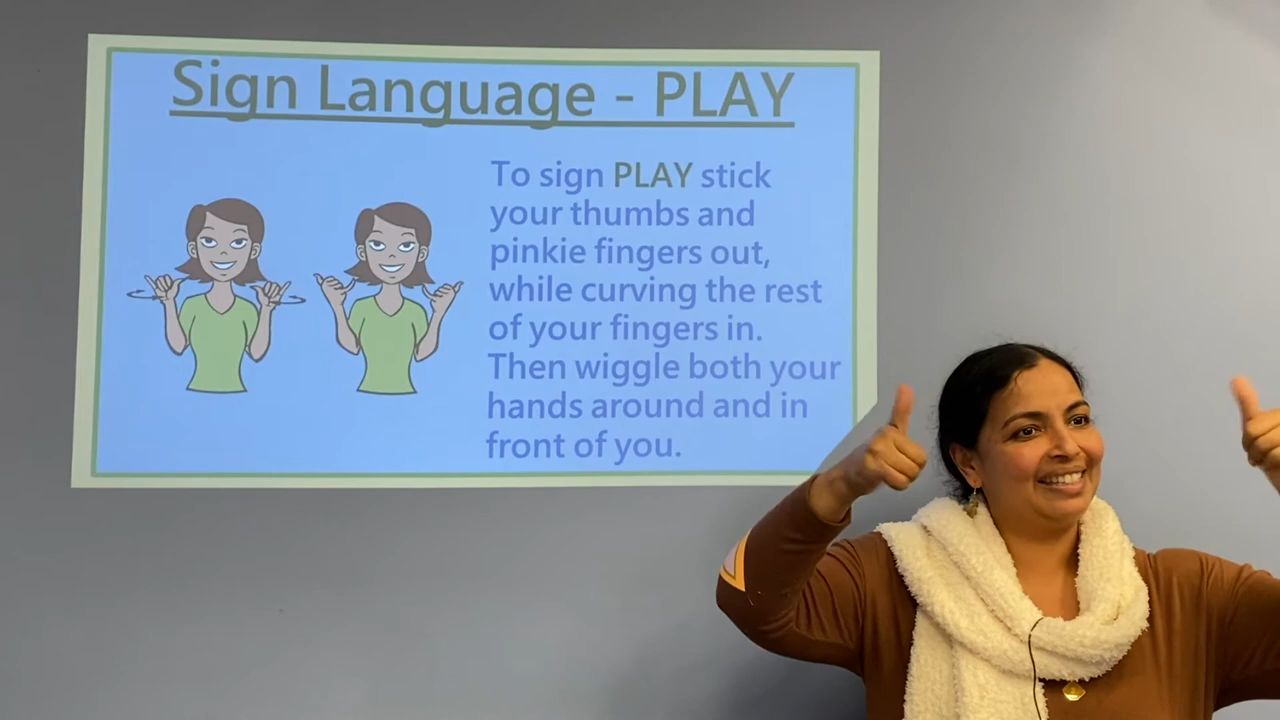 Sign Language - PLAY
To sign PLAY stick
your thumbs and
pinkie fingers out,
while curving the rest
of your fingers in.
Then wiggle both your
hands around and in
front of you.